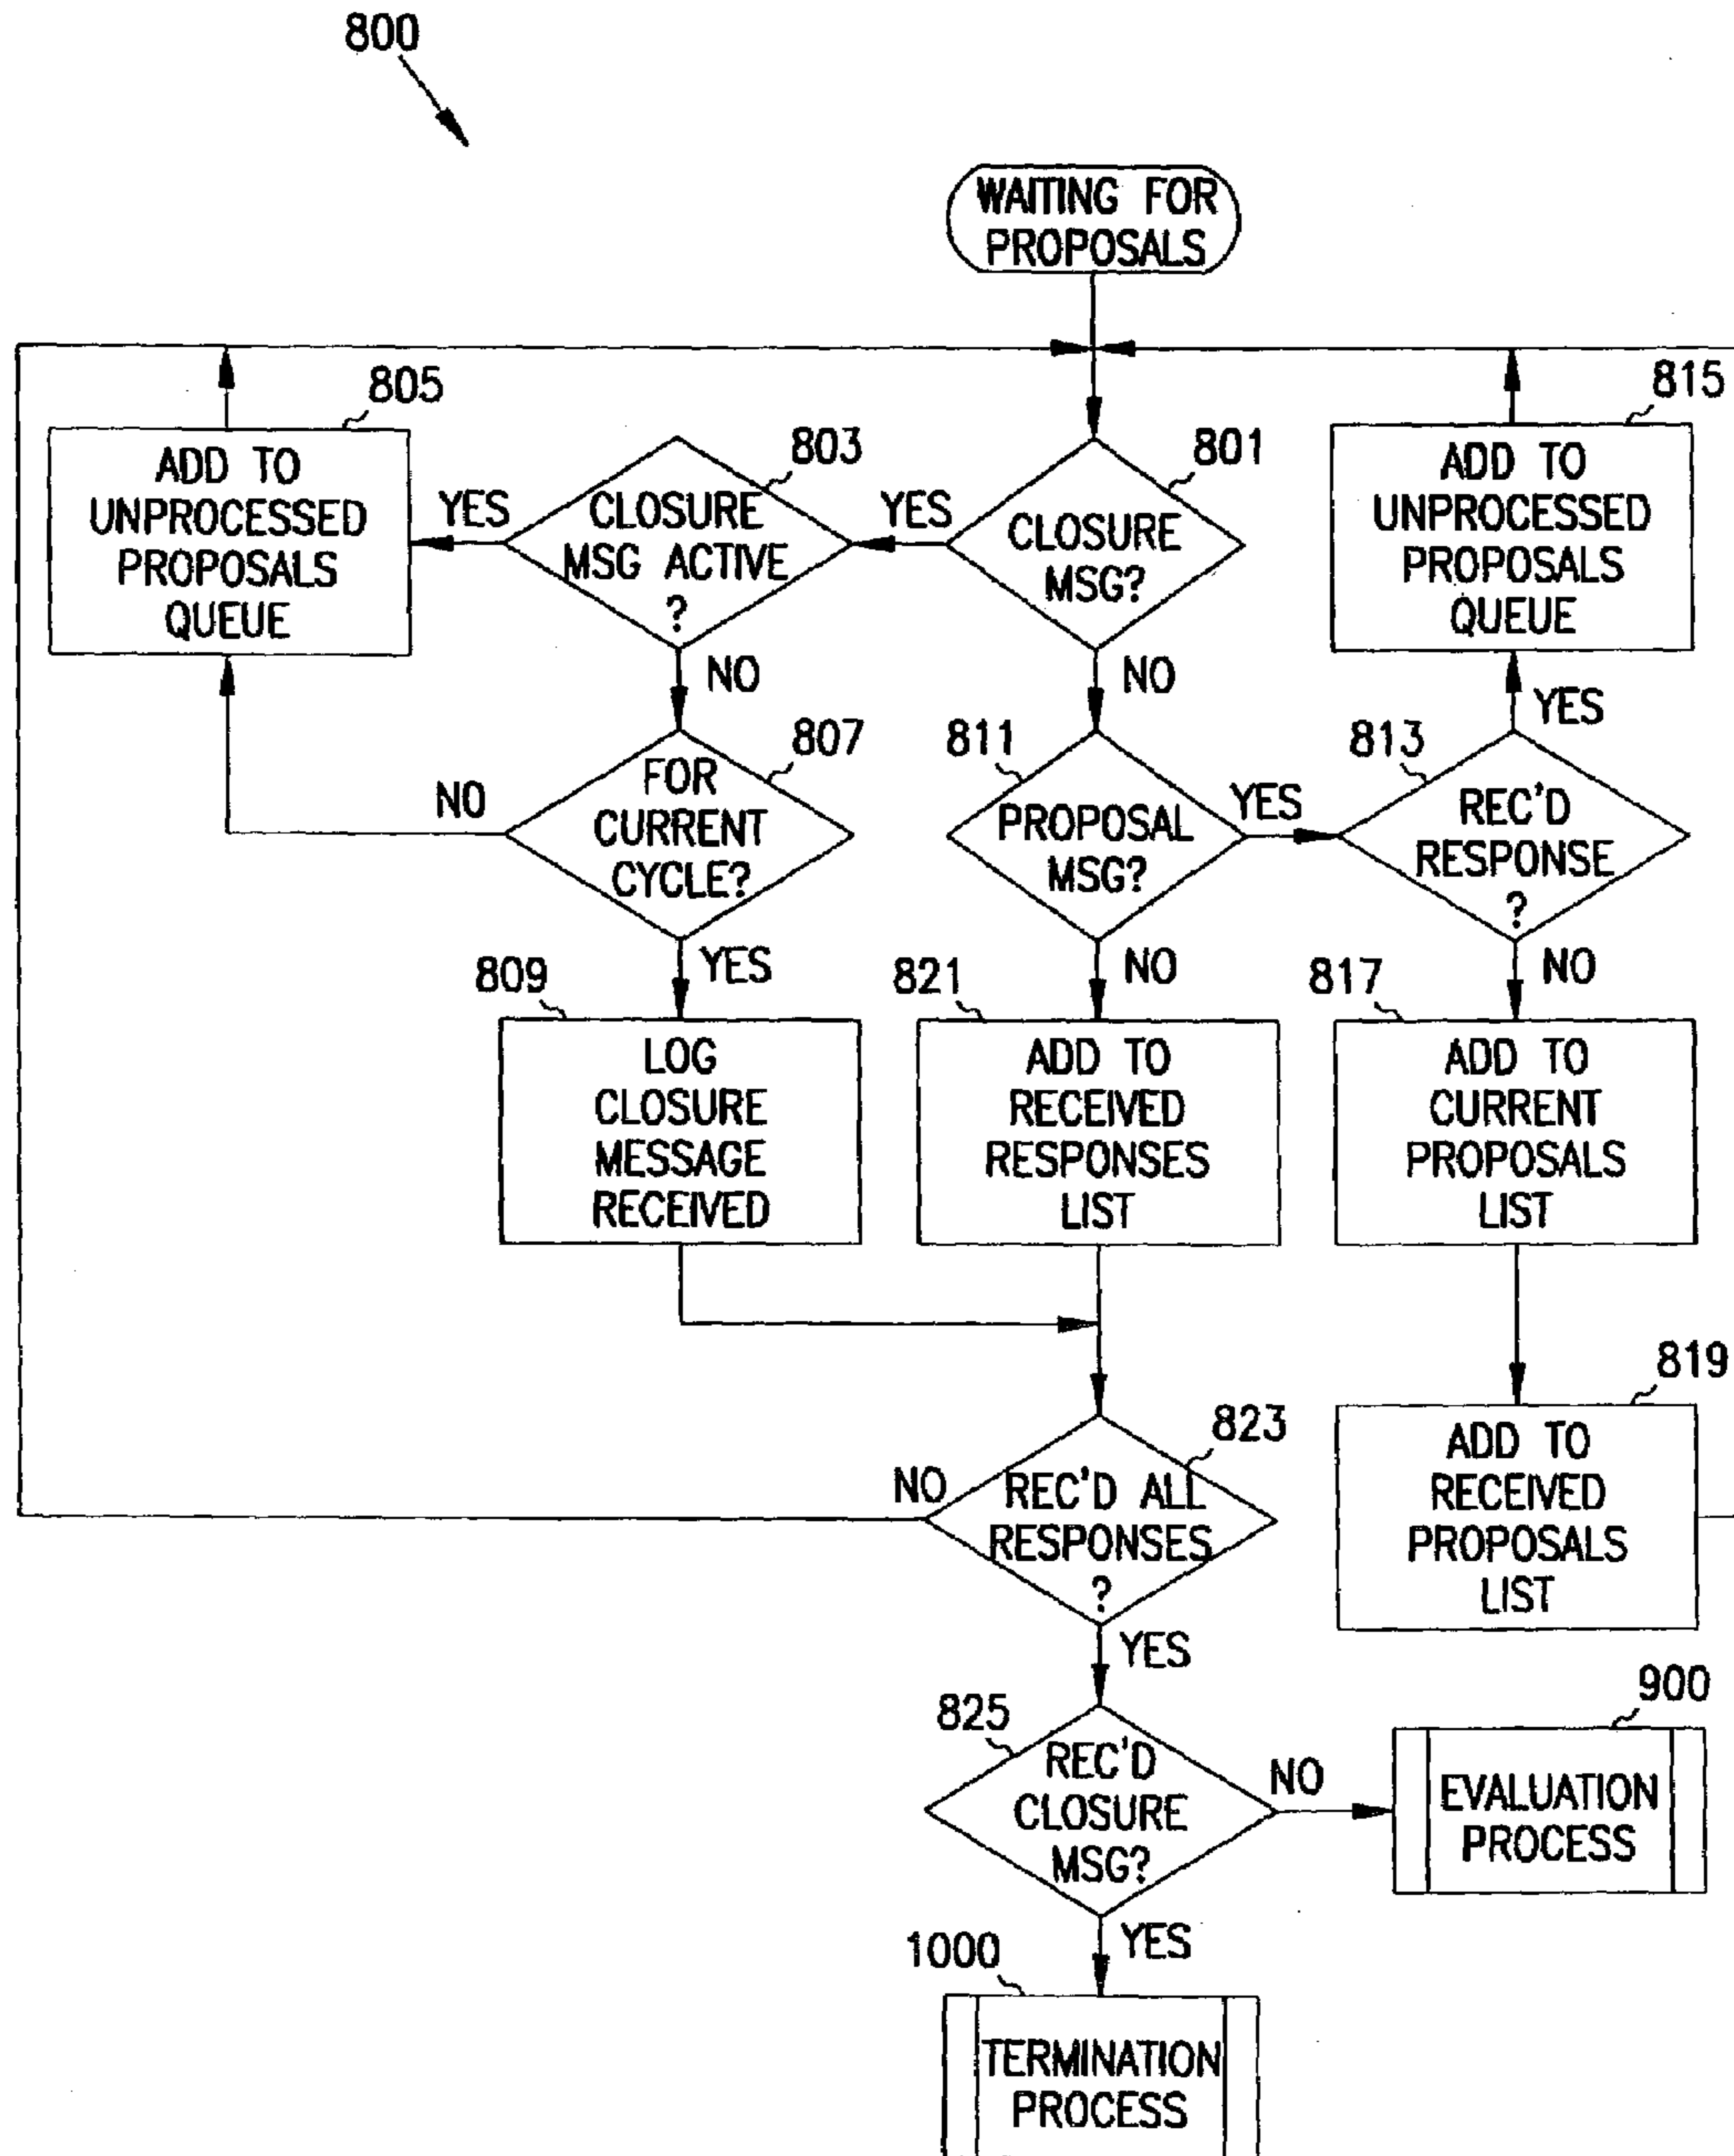 800
WAITING FOR
PROPOSALS
805
ADD TO
UNPROCESSED
PROPOSALS
QUEUE
YES
803
CLOSURE
MSG ACTIVE
?
YES
801
CLOSURE
MSG?
815
ADD TO
UNPROCESSED
PROPOSALS
QUEUE
NO
NO
YES
807
FOR
CURRENT
CYCLE?
NO
811
PROPOSAL
MSG?
YES
813
REC'D
RESPONSE
?
YES
NO
NO
809
LOG
CLOSURE
MESSAGE
RECEIVED
821
ADD TO
RECEIVED
RESPONSES
LIST
817
ADD TO
CURRENT
PROPOSALS
LIST
823
REC'D ALL
RESPONSES
?
NO
819
ADD TO
RECEIVED
PROPOSALS
LIST
YES
825
REC'D
CLOSURE
MSG?
NO
900
EVALUATION
PROCESS
YES
1000
TERMINATION
PROCESS